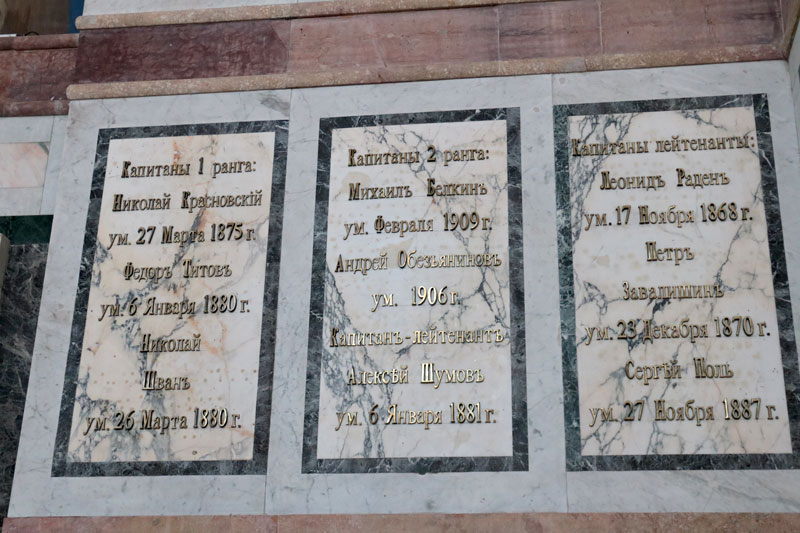 Капитаны 1 ранга:
Николай Красновскій
ум. 27 Марта 1875 г.
Федоръ Титовъ
ум. 6 Января 1880 г.
Николай
Шванъ
ум. 26 Марта 1880 г.
Капитаны 2 ранга:
Михаилъ Белкинъ
ум. Февраля 1909 г.
Андрей Обезьяниновъ
ум. 1906 г.
Капитанъ-лейтенантъ
Алексѣй Шумовъ
ум. 6 Января 1881 г.
Капитаны лейтенанты:
Леонидъ Раденъ
ум. 17 Ноября 1868 г.
Петръ
Завалишинъ
ум. 23 Декабря 1870 г.
Сергѣй Поль
ум. 27 Ноября 1887 г.